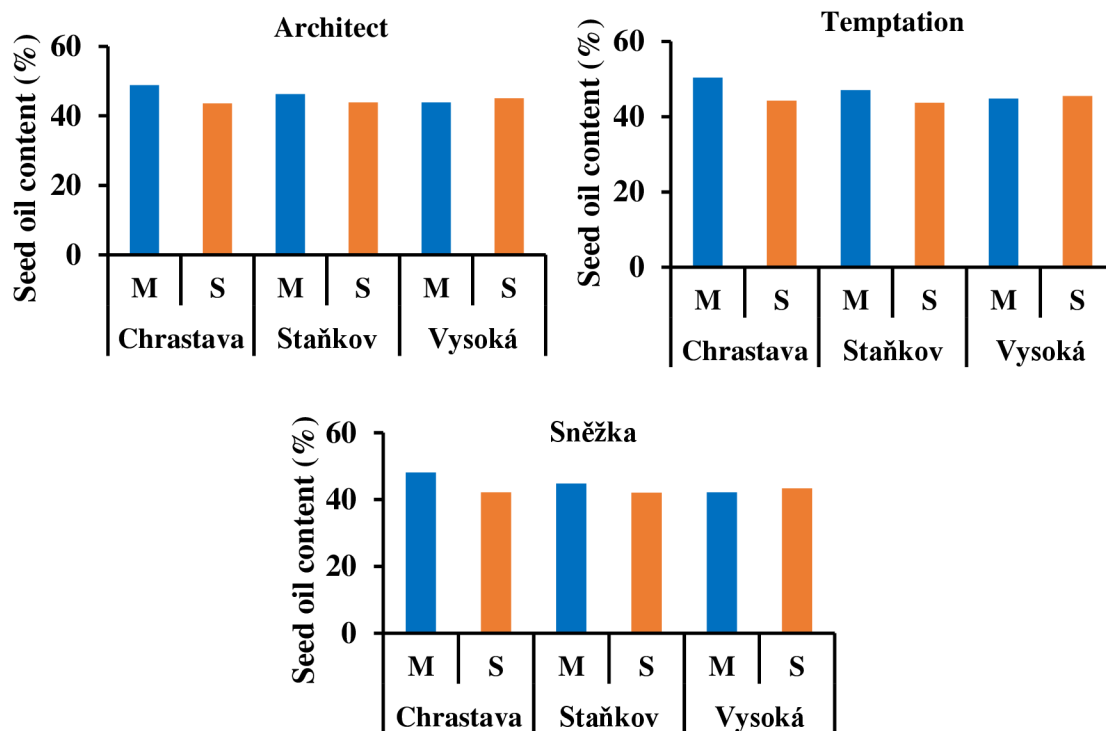 Architect
Seed oil content (%)
60
40
20
0
M S M S M S
Chrastava Staňkov Vysoká
Temptation
Seed oil content (%)
60
40
20
0
M S M S M S
Chrastava Staňkov Vysoká
Sněžka
Seed oil content (%)
60
40
20
0
M S M S M S
Chrastava Staňkov Vysoká